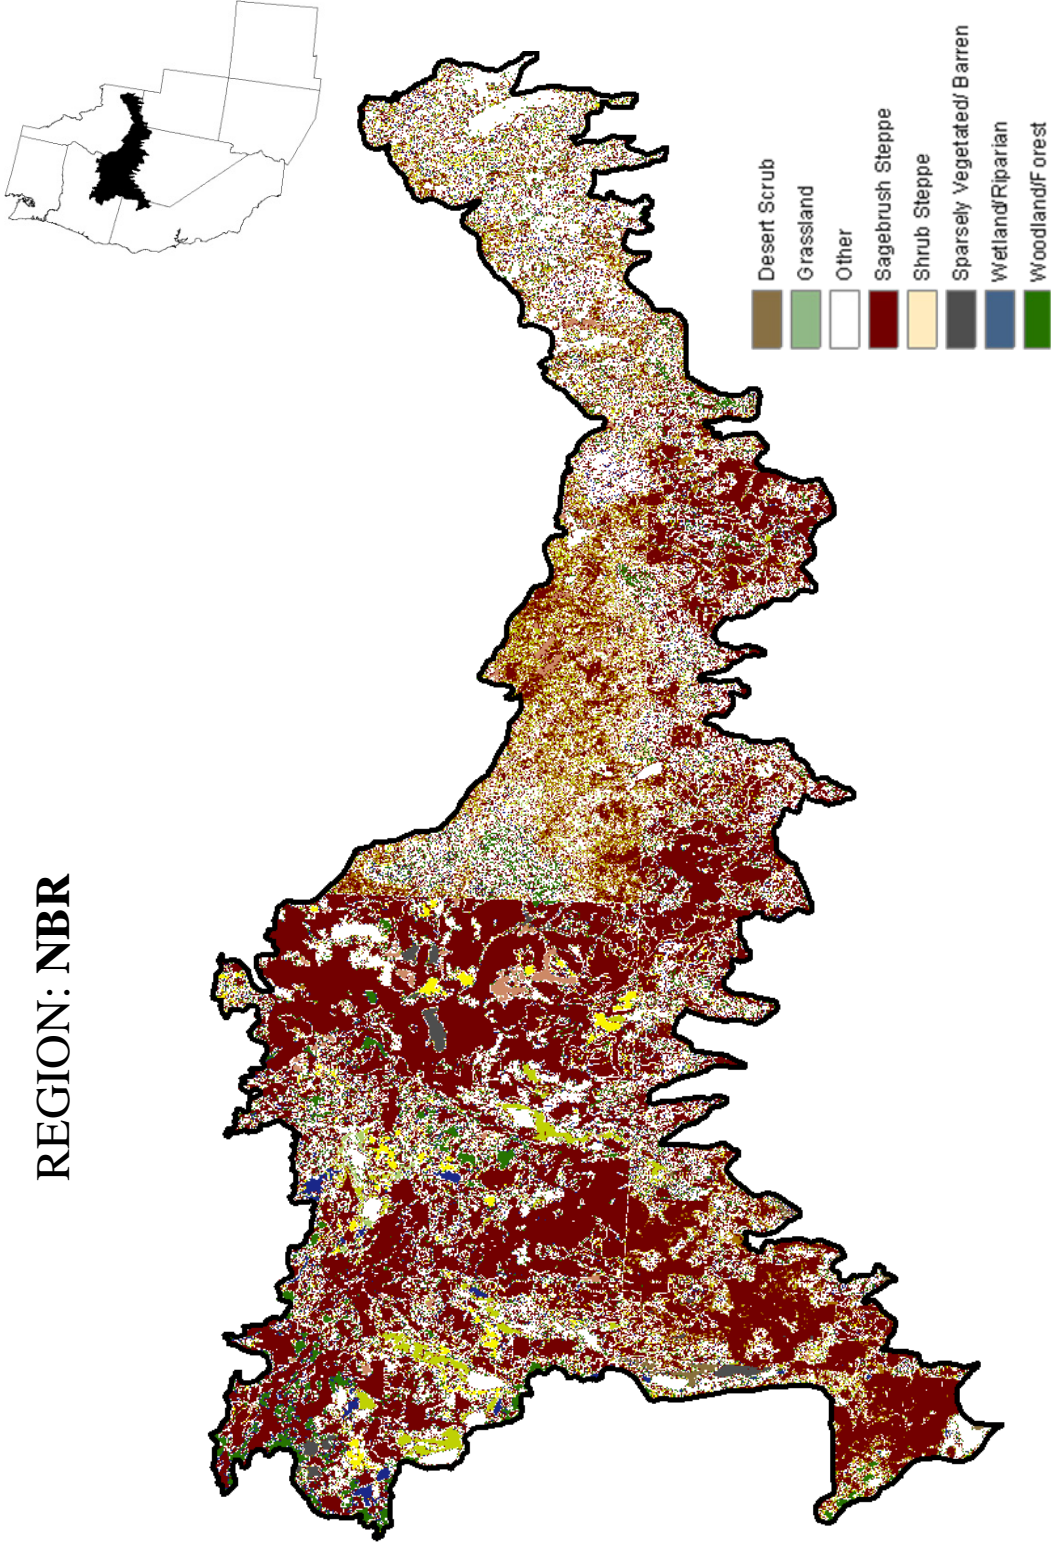 REGION: NBR
Desert Scrub
Grassland
Other
Sagebrush Steppe
Shrub Steppe
Sparsely Vegetated/ Barren
Wetland/Riparian
Woodland/Forest